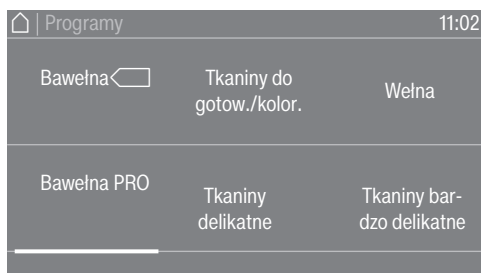 Programy
11:02
Bawełna
Tkaniny do
gotow./kolor.
Wełna
Bawełna PRO
Tkaniny
delikatne
Tkaniny bar-
dzo delikatne